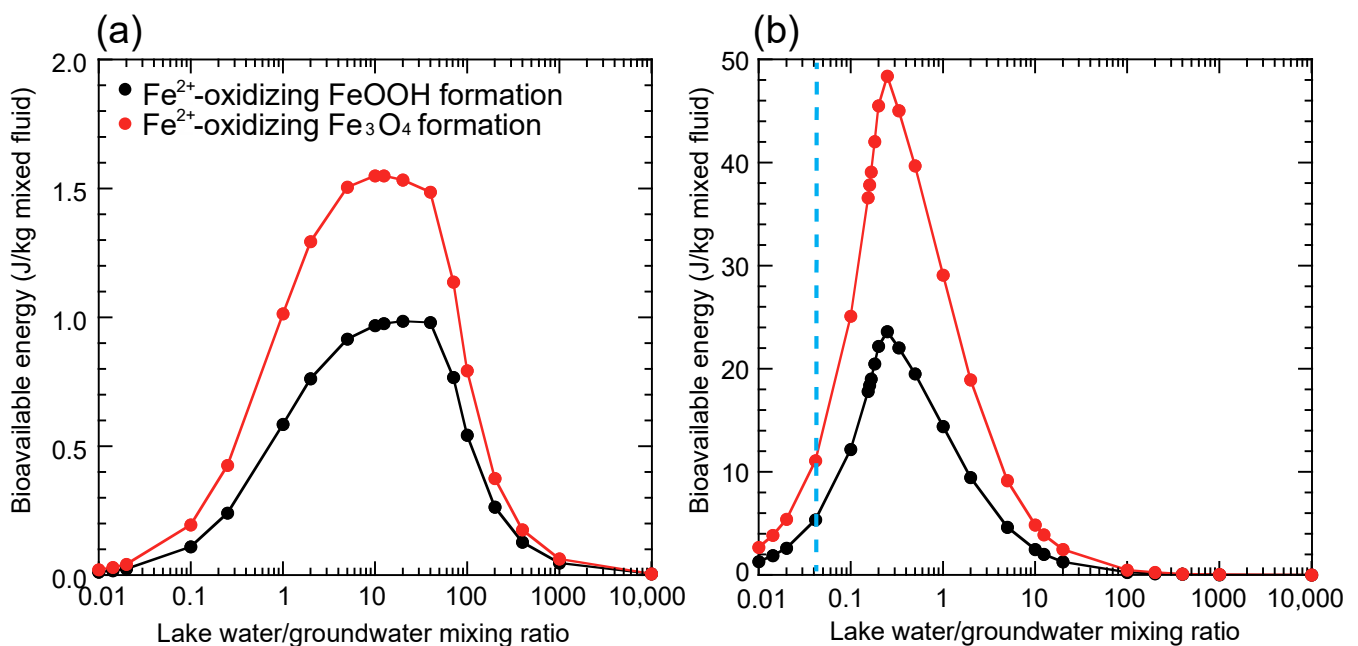 (a)
Bioavailable energy (J/kg mixed fluid)
2.0
1.5
1.0
0.5
0.0
Fe²⁺-oxidizing FeOOH formation
Fe²⁺-oxidizing Fe₃O₄ formation
0.01 0.1 1 10 100 1000 10,000
Lake water/groundwater mixing ratio
(b)
Bioavailable energy (J/kg mixed fluid)
50
40
30
20
10
0
0.01 0.1 1 10 100 1000 10,000
Lake water/groundwater mixing ratio